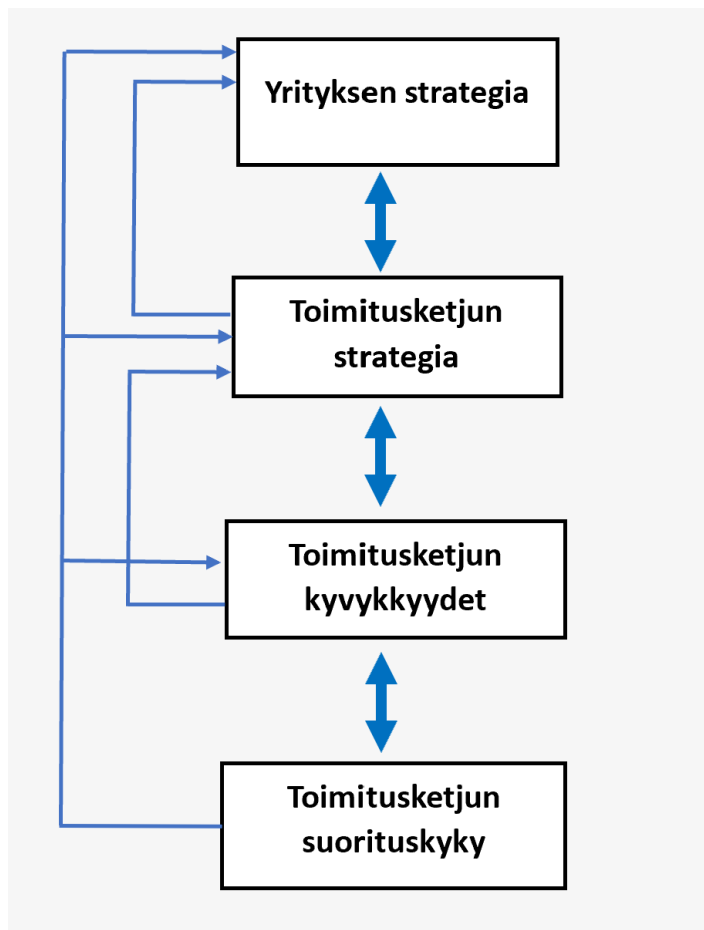 Yrityksen strategia
Toimitusketjun
strategia
Toimitusketjun
kyvykkyydet
Toimitusketjun
suorituskyky